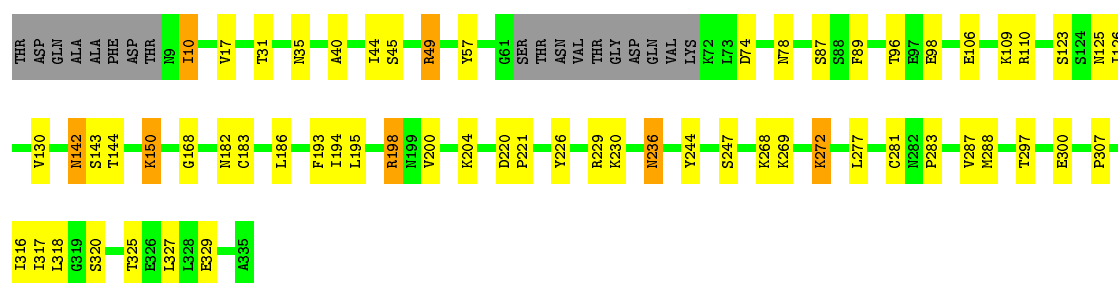 THR ASP GLN ALA ALA PHE ASP THR N9 I10 V17 T31 N35 A40 I44 S45 R49 Y57 G61 SER THR ASN VAL THR GLY ASP GLN VAL VAL LYS K72 L73 D74 N78 S87 S88 F89 T96 E97 E98 E106 K109 R110 S123 S124 N125 I126
V130 N142 S143 T144 K150 G168 N182 C183 L186 F193 I194 L195 R198 N199 V200 K204 D220 P221 Y226 R229 K230 N236 Y244 S247 K268 K269 K272 L277 C281 N282 P283 V287 M288 T297 E300 P307
I316 I317 L318 G319 S320 T325 E326 L327 L328 E329 A335